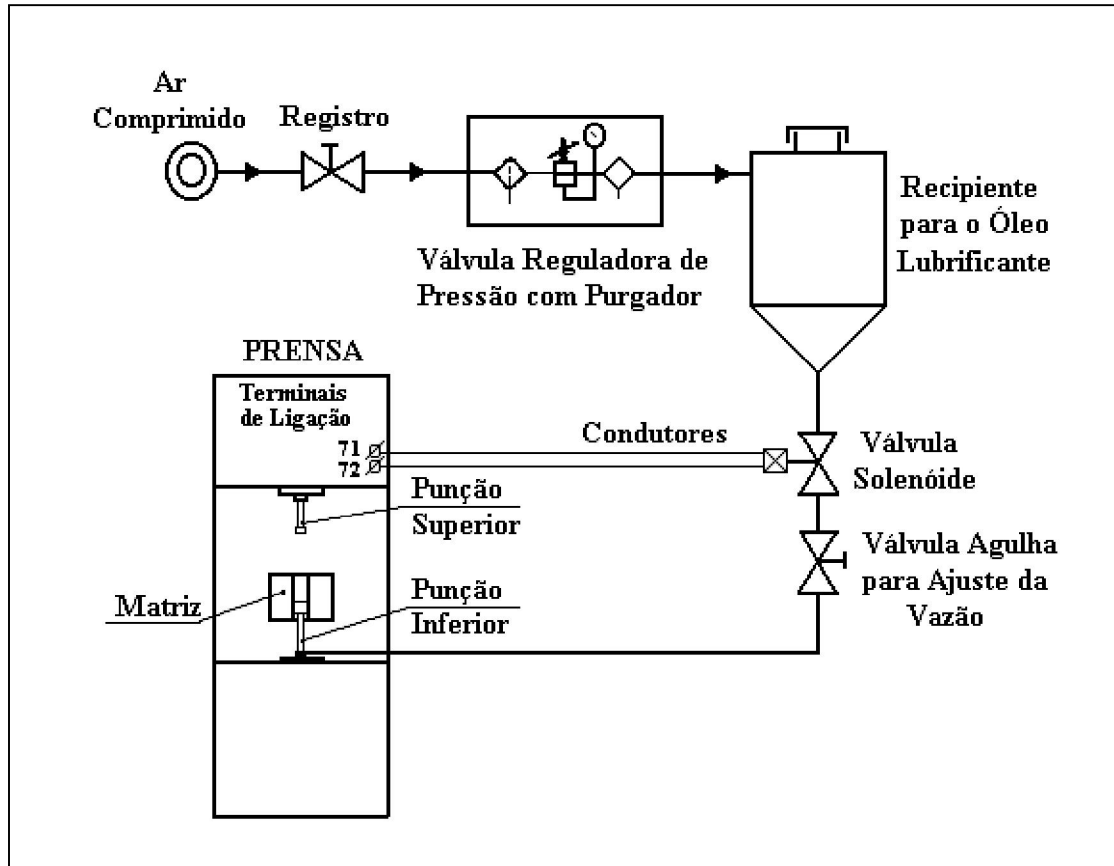 Ar
Comprimido
Registro
Válvula Reguladora de
Pressão com Purgador
Recipiente
para o Óleo
Lubrificante
PRENSA
Terminais
de Ligação
71
72
Condutores
Válvula
Solenóide
Punção
Superior
Válvula Agulha
para Ajuste da
Vazão
Matriz
Punção
Inferior